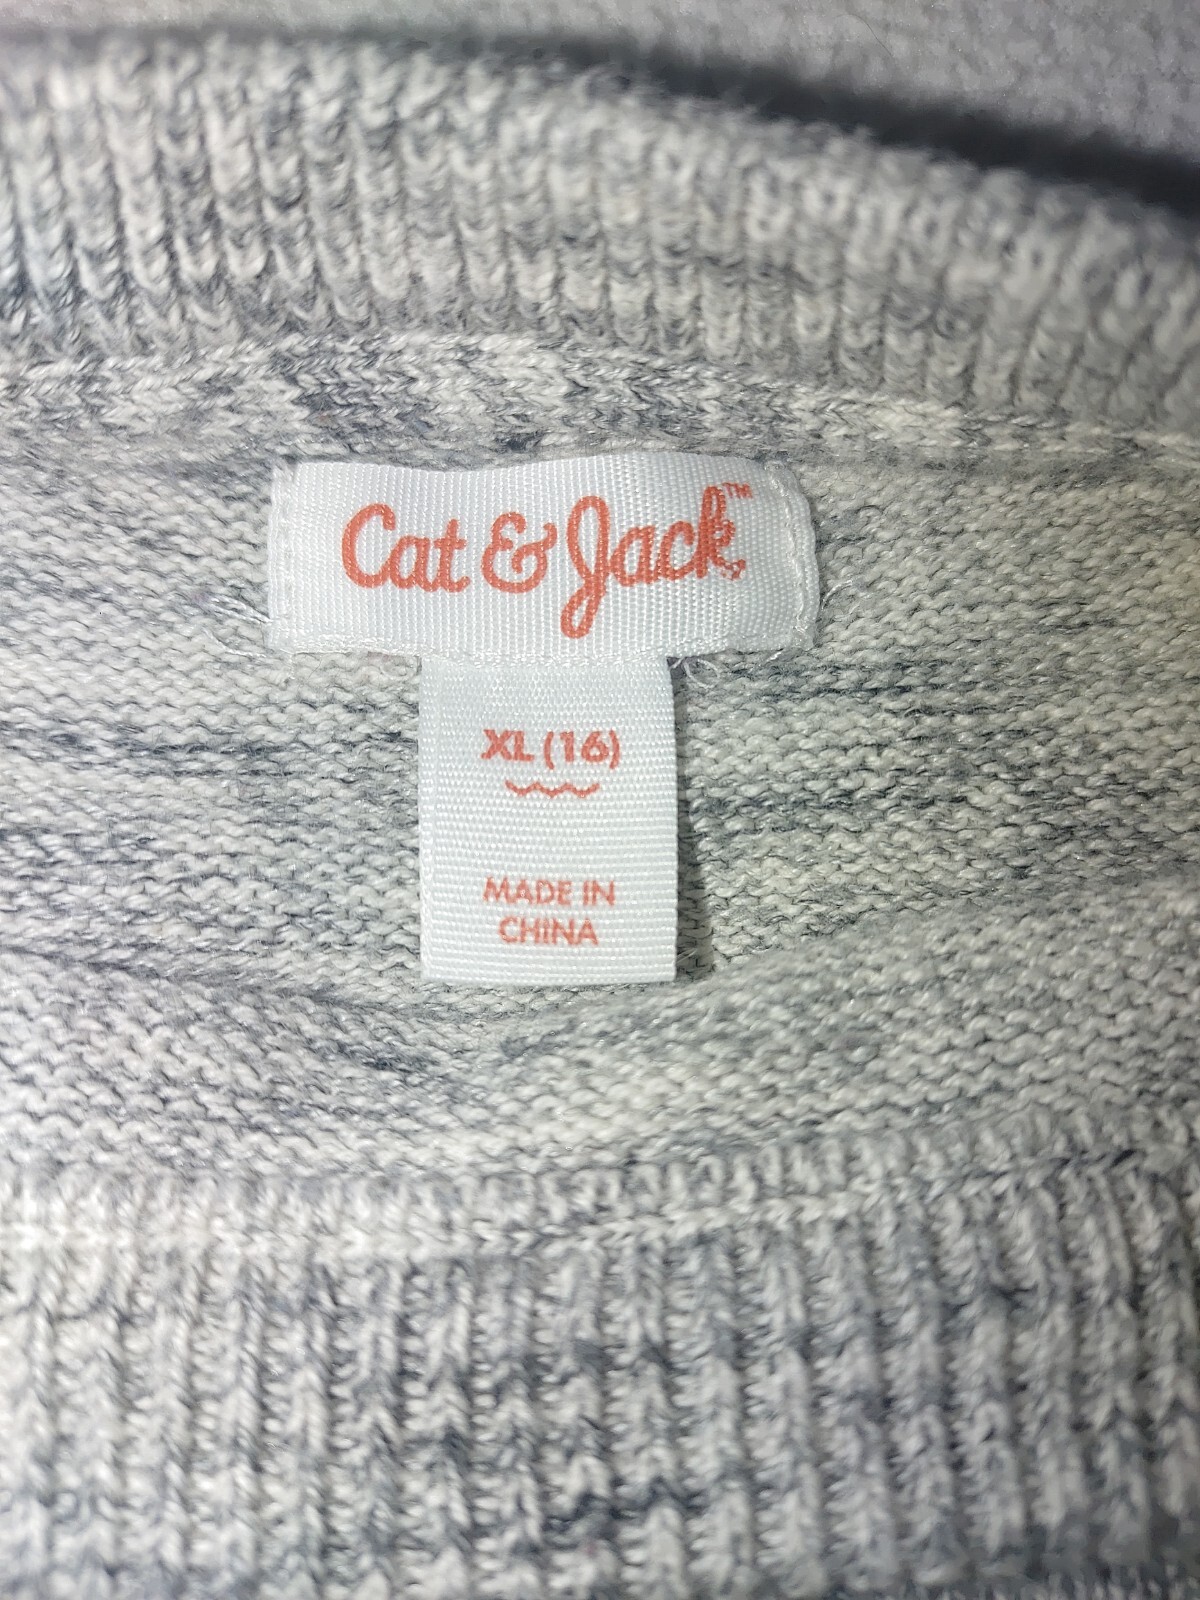 Cat & Jack™
XL (16)
MADE IN
CHINA